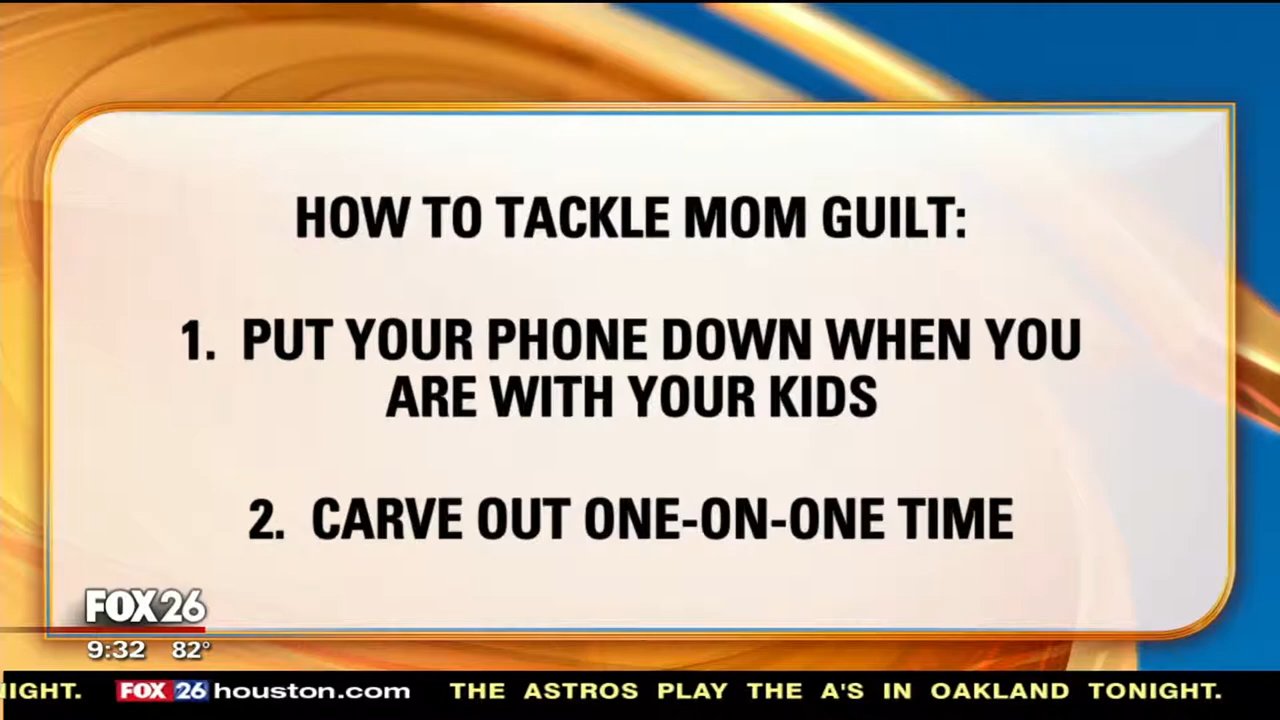 HOW TO TACKLE MOM GUILT:
1. PUT YOUR PHONE DOWN WHEN YOU
ARE WITH YOUR KIDS
2. CARVE OUT ONE-ON-ONE TIME
FOX 26
9:32 82°
NIGHT. FOX 26 houston.com THE ASTROS PLAY THE A'S IN OAKLAND TONIGHT.